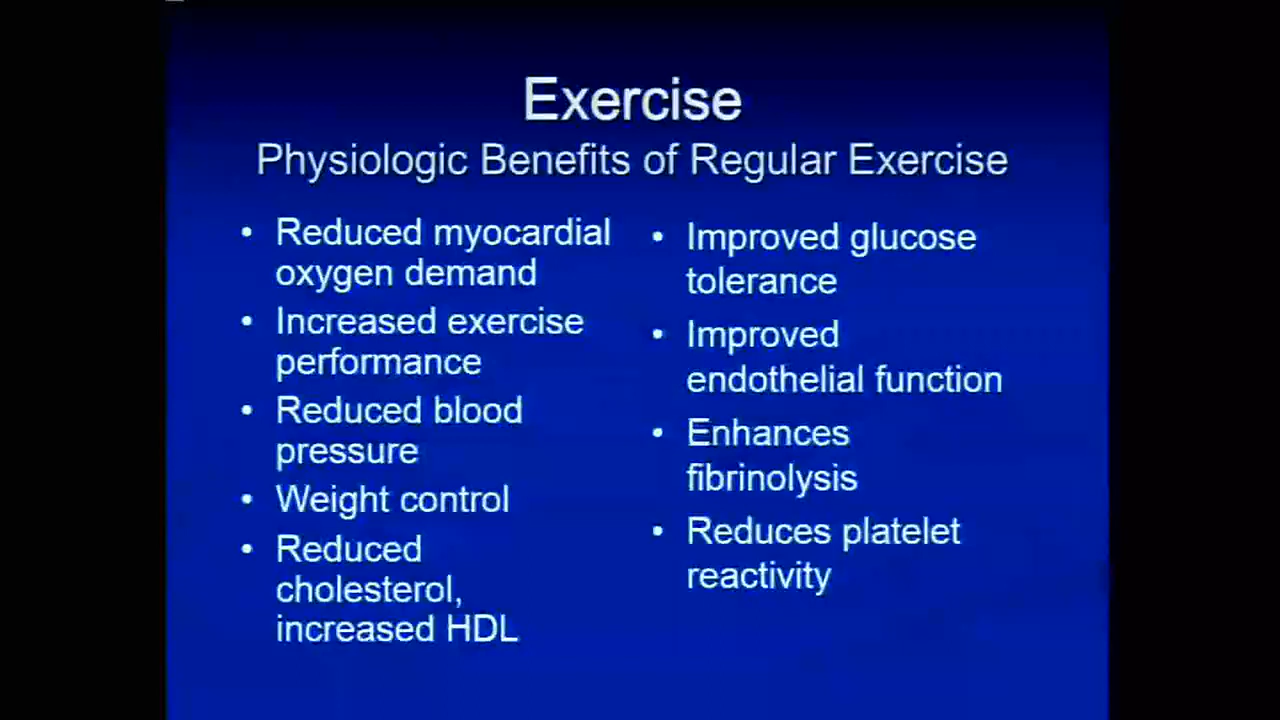 Exercise
Physiologic Benefits of Regular Exercise
• Reduced myocardial
oxygen demand
• Increased exercise
performance
• Reduced blood
pressure
• Weight control
• Reduced
cholesterol,
increased HDL
• Improved glucose
tolerance
• Improved
endothelial function
• Enhances
fibrinolysis
• Reduces platelet
reactivity